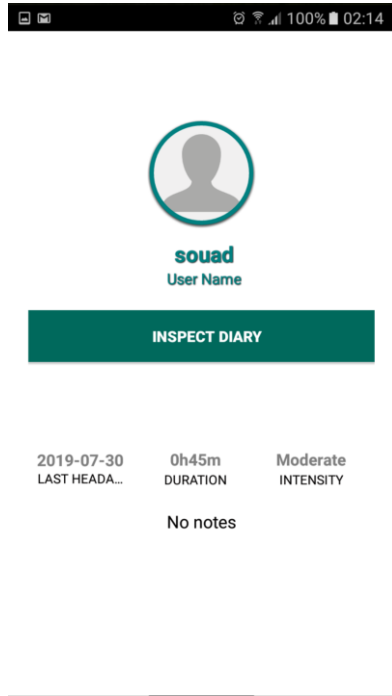 100% 02:14
souad
User Name
INSPECT DIARY
2019-07-30 0h45m Moderate
LAST HEADA... DURATION INTENSITY
No notes